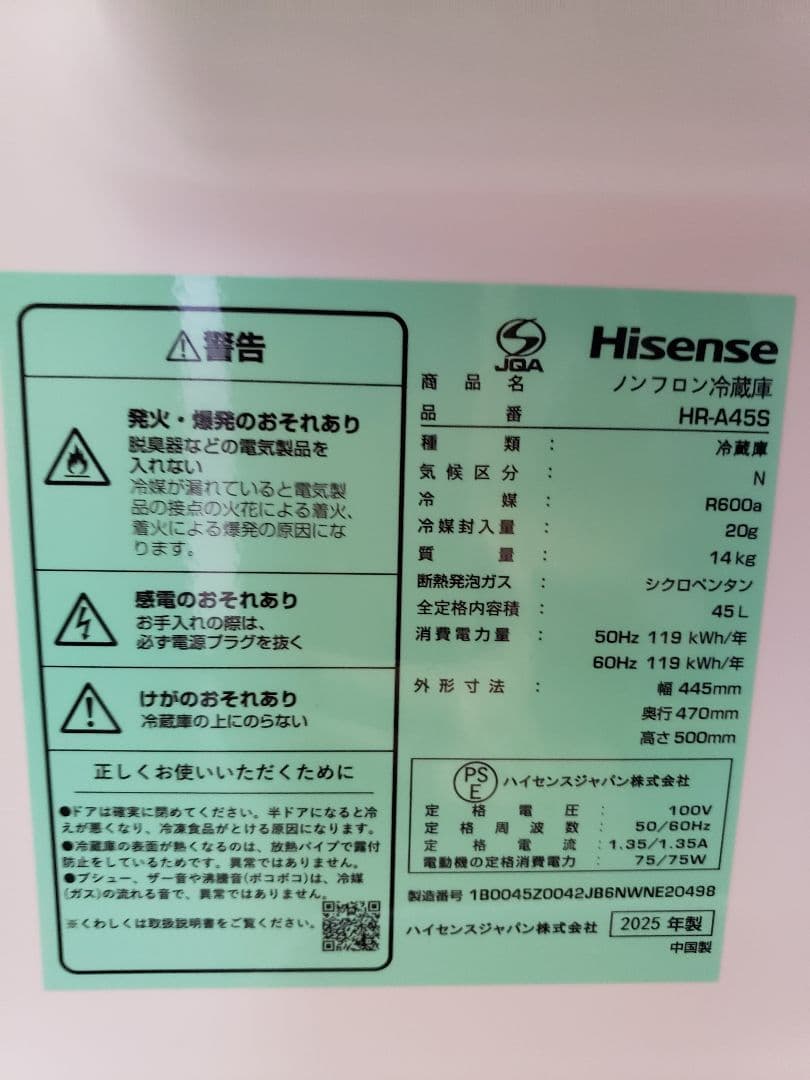 警告
発火・爆発のおそれあり
脱臭器などの電気製品を
入れない
冷媒が漏れていると電気製
品の接点の火花による着火、
着火による爆発の原因にな
ります。
感電のおそれあり
お手入れの際は、
必ず電源プラグを抜く
けがのおそれあり
冷蔵庫の上にのらない
正しくお使いいただくために
●ドアは確実に閉めてください。半ドアになると冷
えが悪くなり、冷凍食品がとける原因になります。
●冷蔵庫の表面が熱くなるのは、放熱パイプで露付
防止をしているためです。異常ではありません。
●プシュー、ザー音や沸騰音(ポコポコ)は、冷媒
(ガス)の流れる音で、異常ではありません。
※くわしくは取扱説明書をご覧ください。
JQA
Hisense
商品名 ノンフロン冷蔵庫
品番 HR-A45S
種類 : 冷蔵庫
気候区分 : N
冷媒 : R600a
冷媒封入量 : 20g
質量 : 14kg
断熱発泡ガス : シクロペンタン
全定格内容積 : 45L
消費電力量 : 50Hz 119 kWh/年
60Hz 119 kWh/年
外形寸法 : 幅 445mm
奥行 470mm
高さ 500mm
PS
E
ハイセンスジャパン株式会社
定格電圧 : 100V
定格周波数 : 50/60Hz
定格電流 : 1.35/1.35A
電動機の定格消費電力 : 75/75W
製造番号 1B0045Z0042JB6NWNE20498
ハイセンスジャパン株式会社 2025 年製
中国製